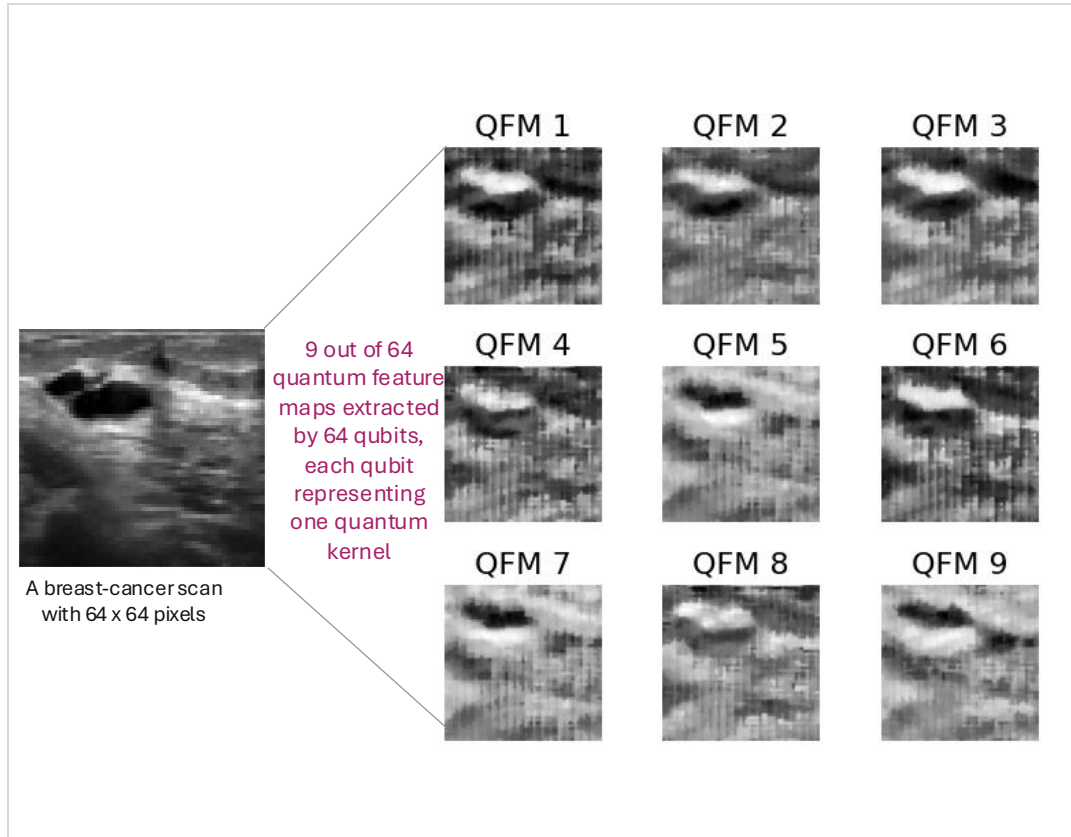 QFM 1
QFM 2
QFM 3
9 out of 64
quantum feature
maps extracted
by 64 qubits,
each qubit
representing
one quantum
kernel
QFM 4
QFM 5
QFM 6
A breast-cancer scan
with 64 x 64 pixels
QFM 7
QFM 8
QFM 9